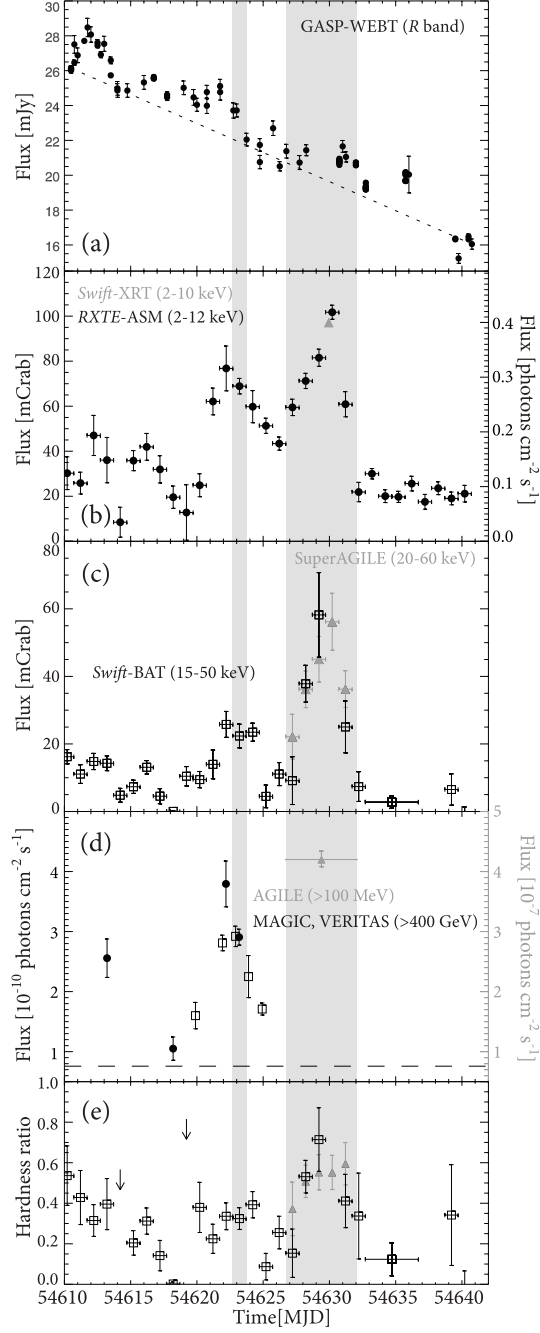 GASP-WEBT (R band)
Flux [mJy]
28
26
24
22
20
18
16
(a)
120
Swift-XRT (2-10 keV)
RXTE-ASM (2-12 keV)
Flux [mCrab]
100
80
60
40
20
0
0.4
0.3
0.2
0.1
0.0
Flux [photons cm-2 s-1]
(b)
(c)
SuperAGILE (20-60 keV)
Swift-BAT (15-50 keV)
Flux [mCrab]
80
60
40
20
0
(d)
AGILE (>100 MeV)
MAGIC, VERITAS (>400 GeV)
Flux [10-10 photons cm-2 s-1]
4
3
2
1
5
4
3
2
1
Flux [10-7 photons cm-2 s-1]
(e)
Hardness ratio
1.0
0.8
0.6
0.4
0.2
0.0
54610 54615 54620 54625 54630 54635 54640
Time[MJD]